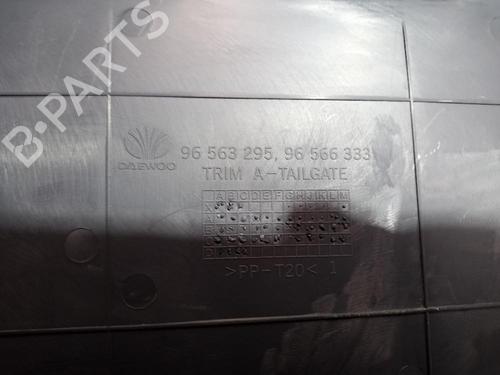 B-PARTS
DAEWOO
96 563 295, 96 566 333
TRIM A-TAILGATE
A B C D E F G H J K L M
>PP-T20< 1